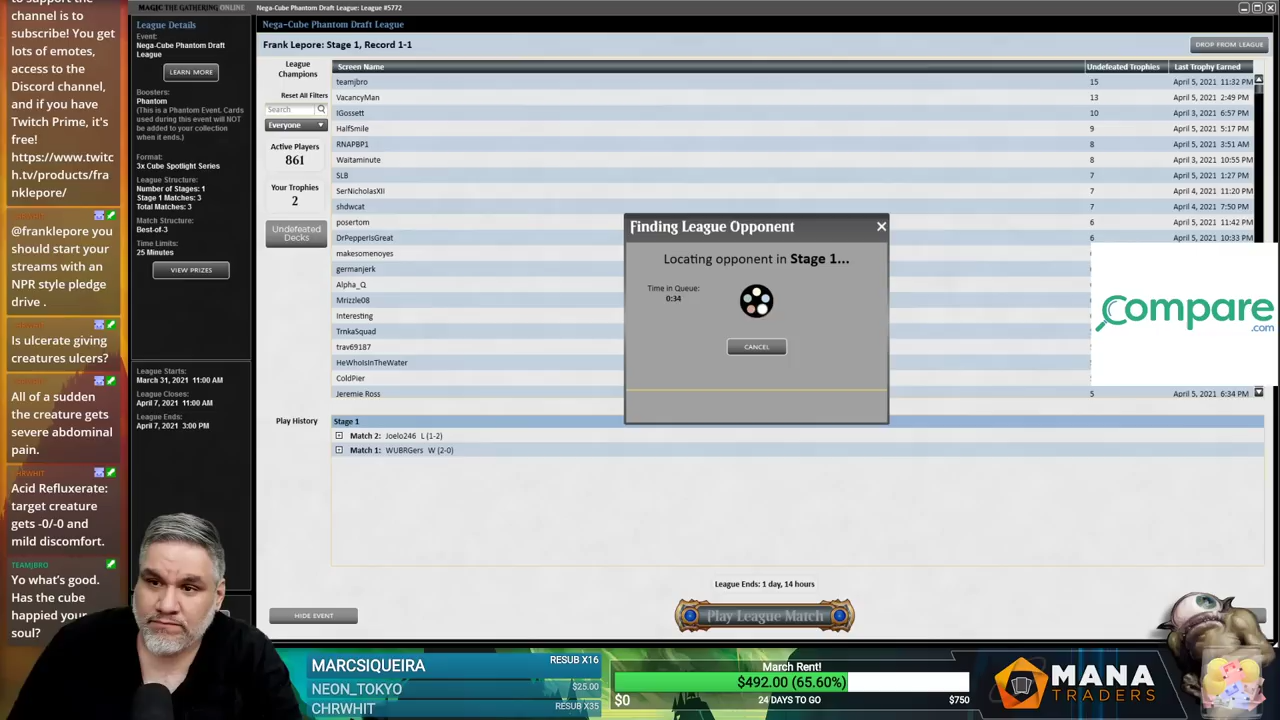 to support the channel is to
subscribe! You get
lots of emotes,
access to the
Discord channel,
and if you have
Twitch Prime, it's
free!
https://www.twitc
h.tv/products/fra
nklepore/
@franklepore you
should start your
streams with an
NPR style pledge
drive .
Is ulcerate giving
creatures ulcers?
All of a sudden
the creature gets
severe abdominal
pain.
CHRWHIT
Acid Refluxerate:
target creature
gets -0/-0 and
mild discomfort.
TEAMJBRO
Yo what's good.
Has the cube
happied your
soul?
MAGIC THE GATHERING ONLINE
Nega-Cube Phantom Draft League: League #5772
League Details
Event:
Nega-Cube Phantom Draft
League
LEARN MORE
Boosters:
Phantom
(This is a Phantom Event. Cards
used during this event will NOT
be added to your collection
when it ends.)
Format:
3x Cube Spotlight Series
League Structure:
Number of Stages: 1
Stage 1 Matches: 3
Total Matches: 3
Match Structure:
Best-of-3
Time Limits:
25 Minutes
VIEW PRIZES
League Starts:
March 31, 2021 11:00 AM
League Closes:
April 7, 2021 11:00 AM
League Ends:
April 7, 2021 3:00 PM
Nega-Cube Phantom Draft League
Frank Lepore: Stage 1, Record 1-1
DROP FROM LEAGUE
League
Champions
Reset All Filters
Search
Everyone
Active Players
861
Your Trophies
2
Undefeated
Decks
Screen Name Undefeated Trophies Last Trophy Earned
teamjbro 15 April 5, 2021 11:32 PM
VacancyMan 13 April 5, 2021 2:49 PM
IGossett 10 April 3, 2021 6:57 PM
HalfSmile 9 April 5, 2021 5:17 PM
RNAPBP1 8 April 5, 2021 3:51 AM
Waitaminute 8 April 3, 2021 10:55 PM
SLB 7 April 5, 2021 1:27 PM
SerNicholasXII 7 April 4, 2021 11:20 PM
shdwcat 7 April 4, 2021 7:50 PM
posertom 6 April 5, 2021 11:42 PM
DrPepperIsGreat 6 April 5, 2021 10:33 PM
makesomenoyes
germanjerk
Alpha_Q
Mrizzle08
Interesting
TrnkaSquad
trav69187
HeWhoIsInTheWater
ColdPier
Jeremie Ross 5 April 5, 2021 6:34 PM
Finding League Opponent
Locating opponent in Stage 1...
Time in Queue:
0:34
CANCEL
Compare
.com
Play History
Stage 1
Match 2: Joelo246 L (1-2)
Match 1: WUBRGers W (2-0)
League Ends: 1 day, 14 hours
HIDE EVENT
Play League Match
MARCSIQUEIRA RESUB X16
NEON_TOKYO $25.00
CHRWHIT RESUB X35
March Rent!
$492.00 (65.60%)
$0 24 DAYS TO GO $750
MANA
TRADERS